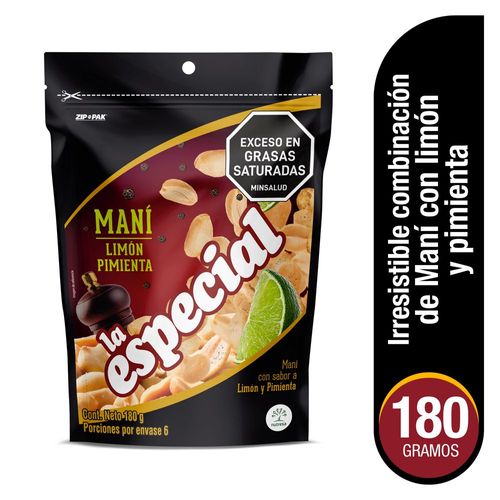 ZIP PAK
EXCESO EN
GRASAS
SATURADAS
MINSALUD
MANÍ
LIMÓN
PIMIENTA
la
especial
Maní
con sabor a
Limón y Pimienta
Cont. Neto 180 g
Porciones por envase 6
nutresa
Irresistible combinación
de Maní con limón
y pimienta
180
GRAMOS